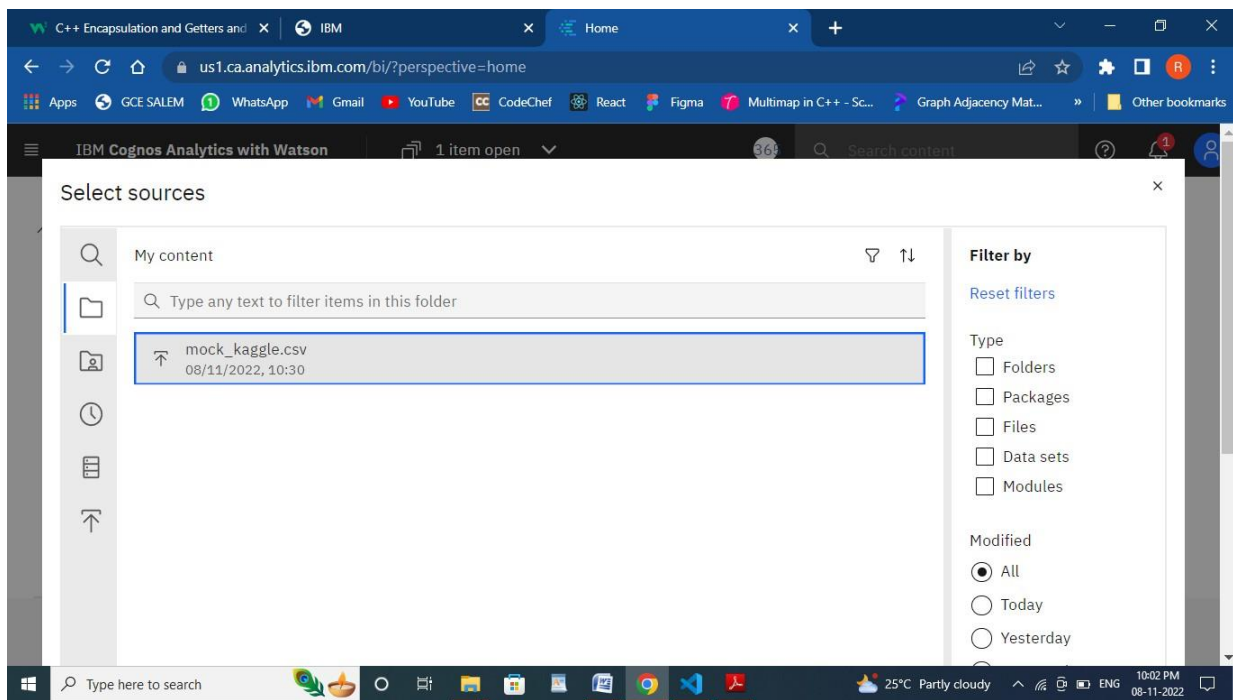 C++ Encapsulation and Getters and
IBM
Home
us1.ca.analytics.ibm.com/bi/?perspective=home
Apps GCE SALEM WhatsApp Gmail YouTube CodeChef React Figma Multimap in C++ - Sc... Graph Adjacency Mat... » Other bookmarks
IBM Cognos Analytics with Watson 1 item open Search content 1
Select sources
My content
Type any text to filter items in this folder
mock_kaggle.csv
08/11/2022, 10:30
Filter by
Reset filters
Type
Folders
Packages
Files
Data sets
Modules
Modified
All
Today
Yesterday
Type here to search
25°C Partly cloudy
ENG
10:02 PM
08-11-2022